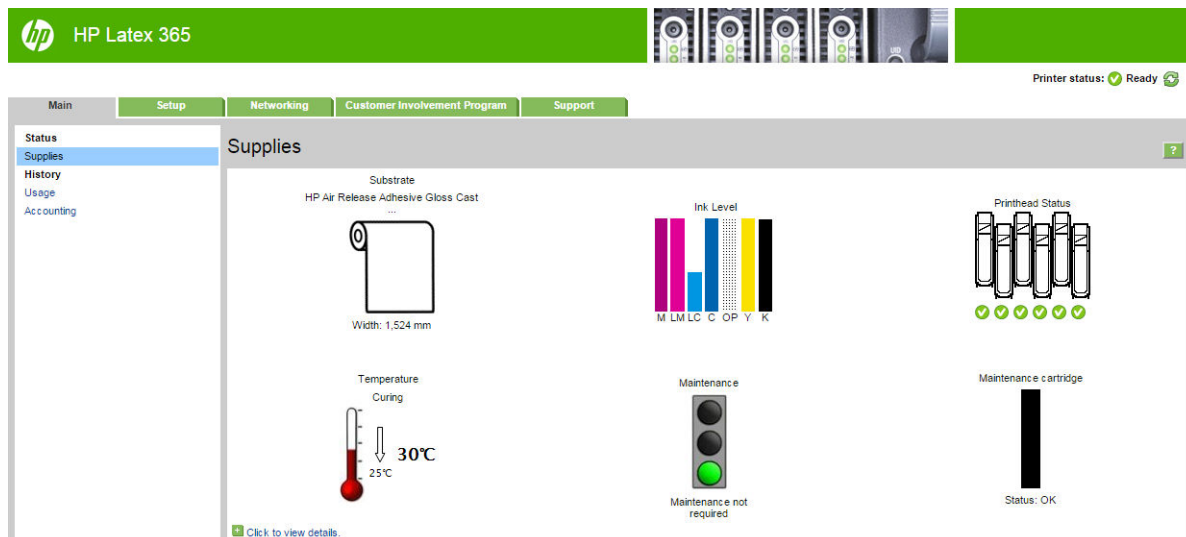 hp HP Latex 365
UID
Printer status: Ready
Main Setup Networking Customer Involvement Program Support
Status
Supplies
History
Usage
Accounting
Supplies
?
Substrate
HP Air Release Adhesive Gloss Cast
...
Width: 1,524 mm
Ink Level
M LM LC C OP Y K
Printhead Status
Temperature
Curing
30℃
25℃
Maintenance
Maintenance not
required
Maintenance cartridge
Status: OK
+ Click to view details.